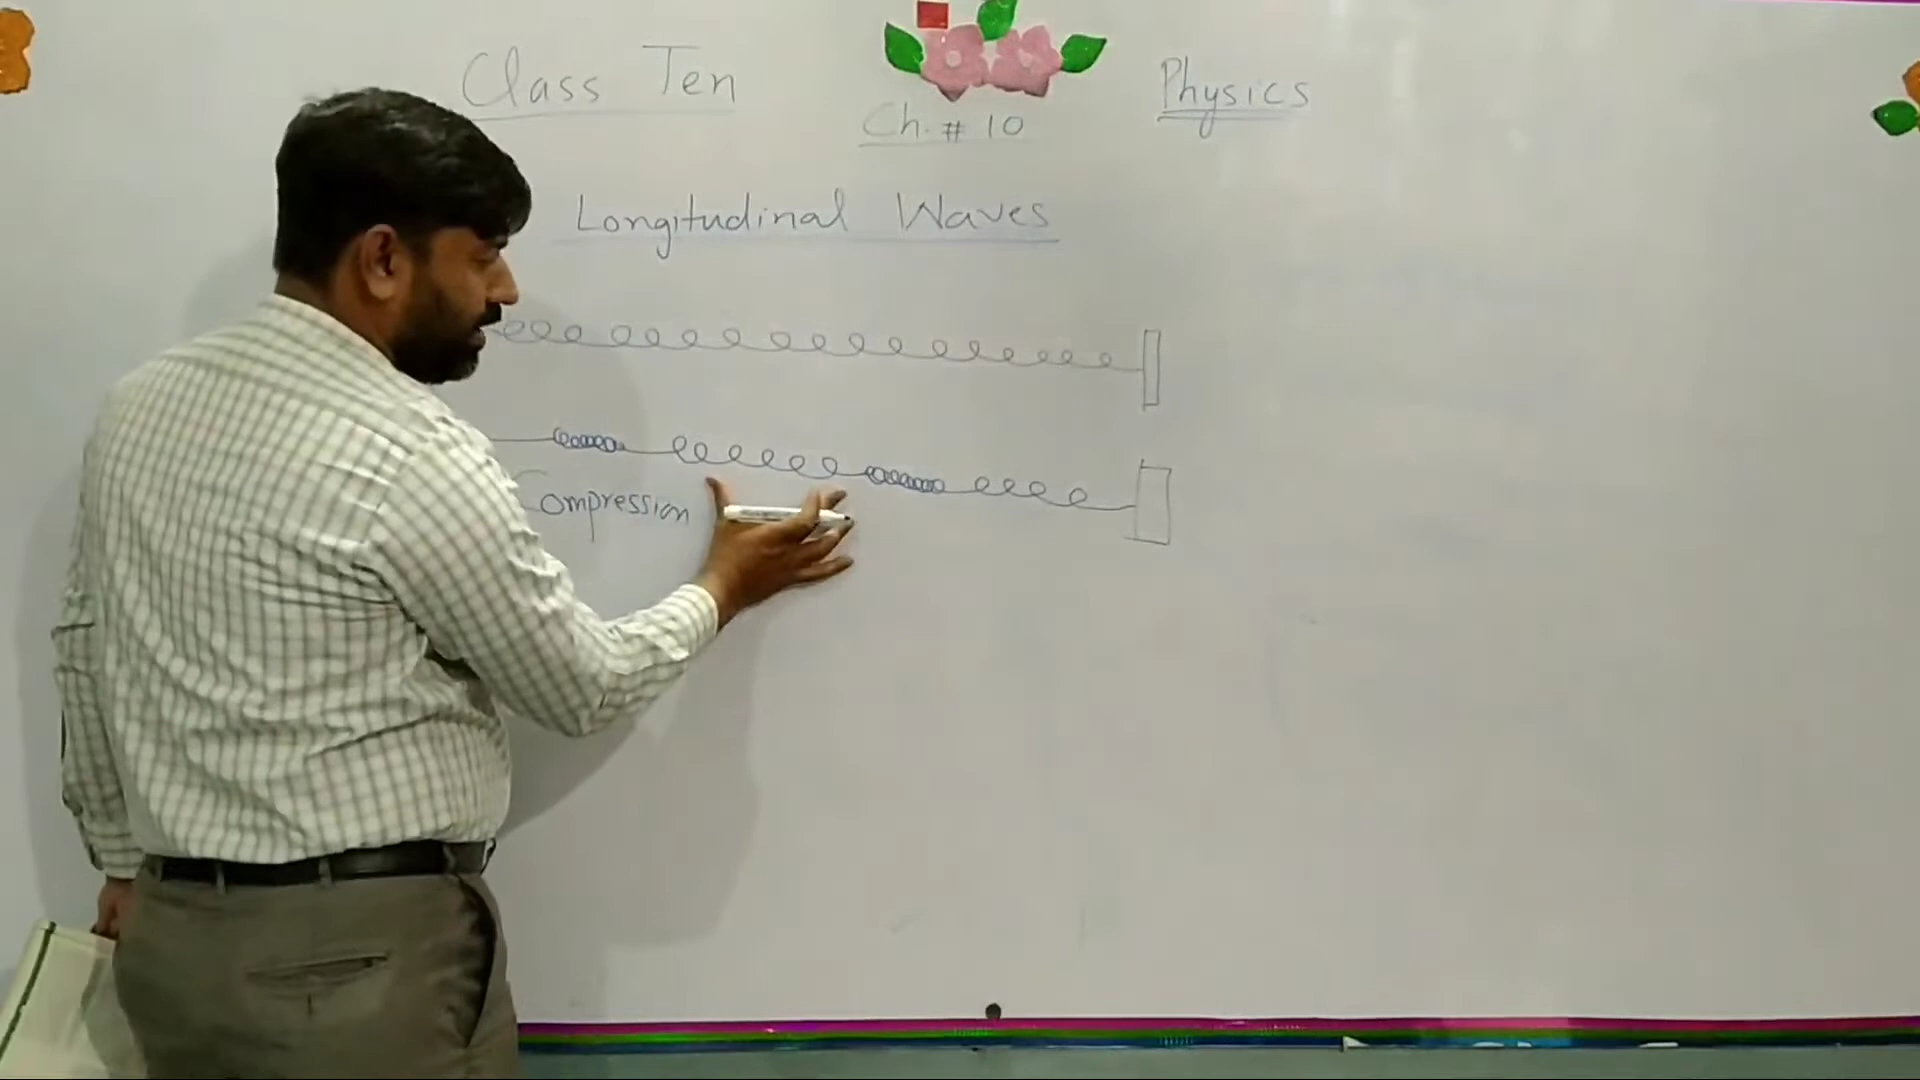 Class Ten
Physics
Ch. # 10
Longitudinal Waves
Compression